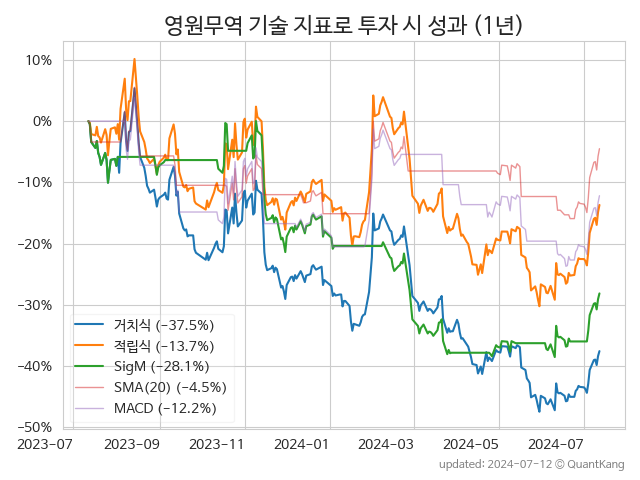 영원무역 기술 지표로 투자 시 성과 (1년)
10%
0%
−10%
−20%
−30%
−40%
−50%
거치식 (−37.5%)
적립식 (−13.7%)
SigM (−28.1%)
SMA(20) (−4.5%)
MACD (−12.2%)
2023-07 2023-09 2023-11 2024-01 2024-03 2024-05 2024-07
updated: 2024-07-12 © QuantKang